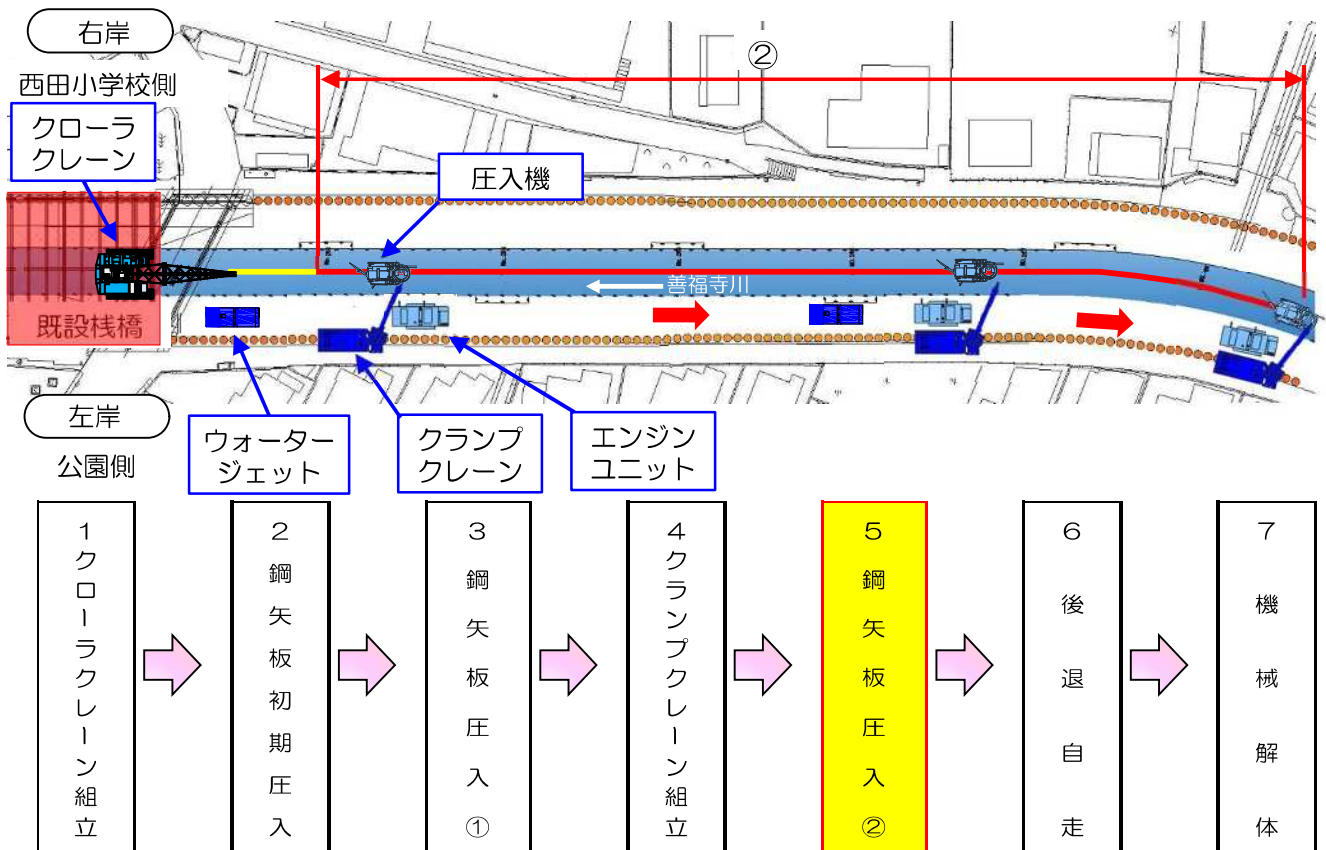 右岸
西田小学校側
クローラ
クレーン
②
圧入機
善福寺川
既設桟橋
左岸
公園側
ウォーター
ジェット
クランプ
クレーン
エンジン
ユニット
1クローラクレーン組立
2鋼矢板初期圧入
3鋼矢板圧入①
4クランプクレーン組立
5鋼矢板圧入②
6後退自走
7機械解体